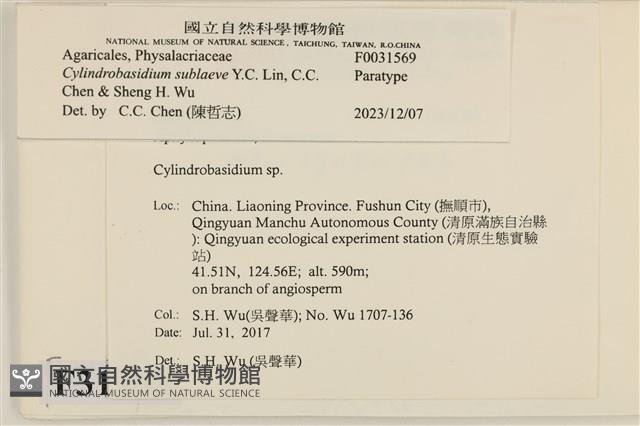 國立自然科學博物館
NATIONAL MUSEUM OF NATURAL SCIENCE, TAICHUNG, TAIWAN, R.O.CHINA
Agaricales, Physalacriaceae F0031569
Cylindrobasidium sublaeve Y.C. Lin, C.C. Paratype
Chen & Sheng H. Wu
Det. by C.C. Chen (陳哲志) 2023/12/07
Cylindrobasidium sp.
Loc.: China. Liaoning Province. Fushun City (撫順市),
Qingyuan Manchu Autonomous County (清原滿族自治縣
): Qingyuan ecological experiment station (清原生態實驗
站)
41.51N, 124.56E; alt. 590m;
on branch of angiosperm
Col.: S.H. Wu(吳聲華); No. Wu 1707-136
Date: Jul. 31, 2017
Det.: S.H. Wu (吳聲華)
F31
國立自然科學博物館
NATIONAL MUSEUM OF NATURAL SCIENCE